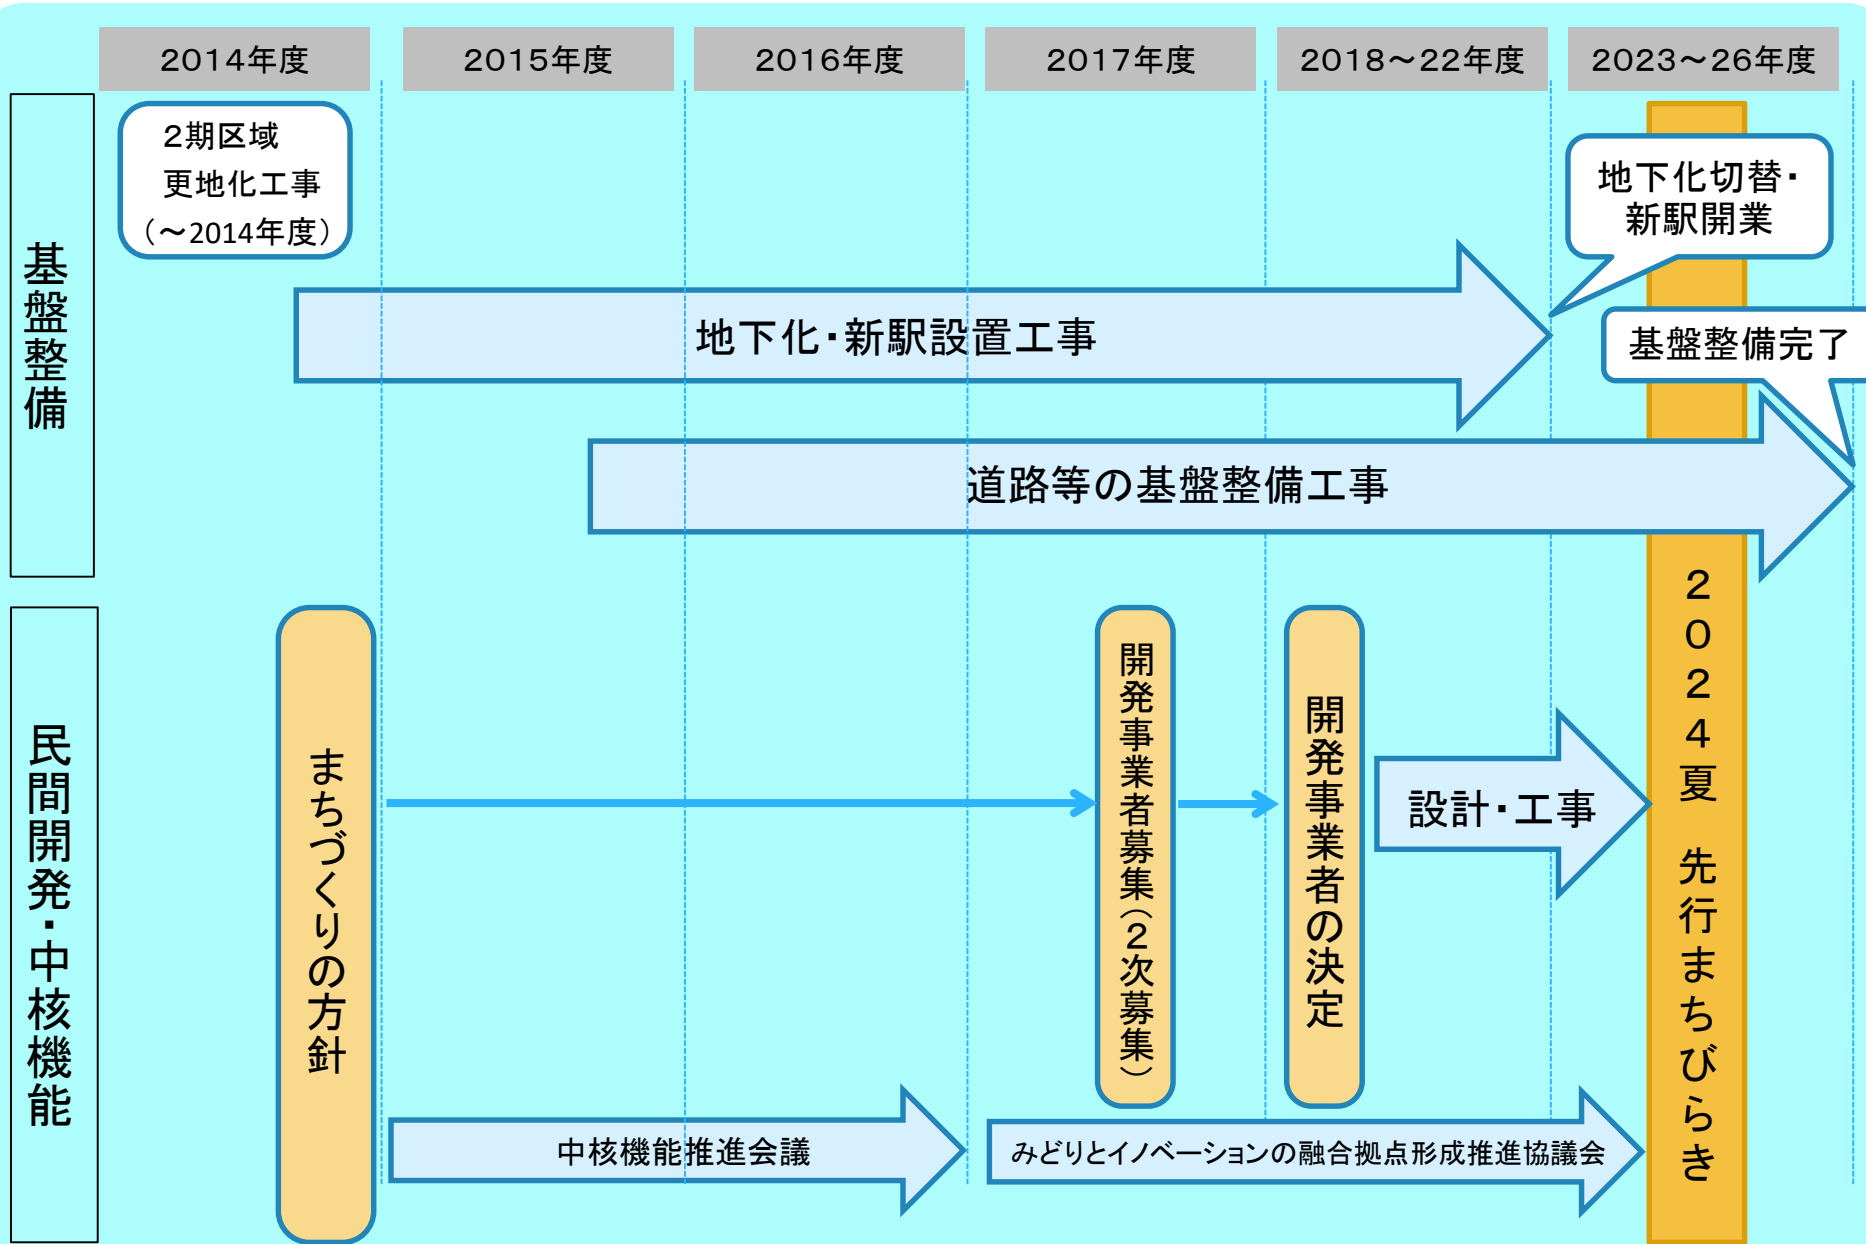 ２０１４年度
２０１５年度
２０１６年度
２０１７年度
２０１８～２２年度
２０２３～２６年度
基盤整備
２期区域
更地化工事
（～2014年度）
地下化切替・
新駅開業
地下化・新駅設置工事
基盤整備完了
道路等の基盤整備工事
民間開発・中核機能
まちづくりの方針
開発事業者募集（２次募集）
開発事業者の決定
設計・工事
２０２４夏 先行まちびらき
中核機能推進会議
みどりとイノベーションの融合拠点形成推進協議会